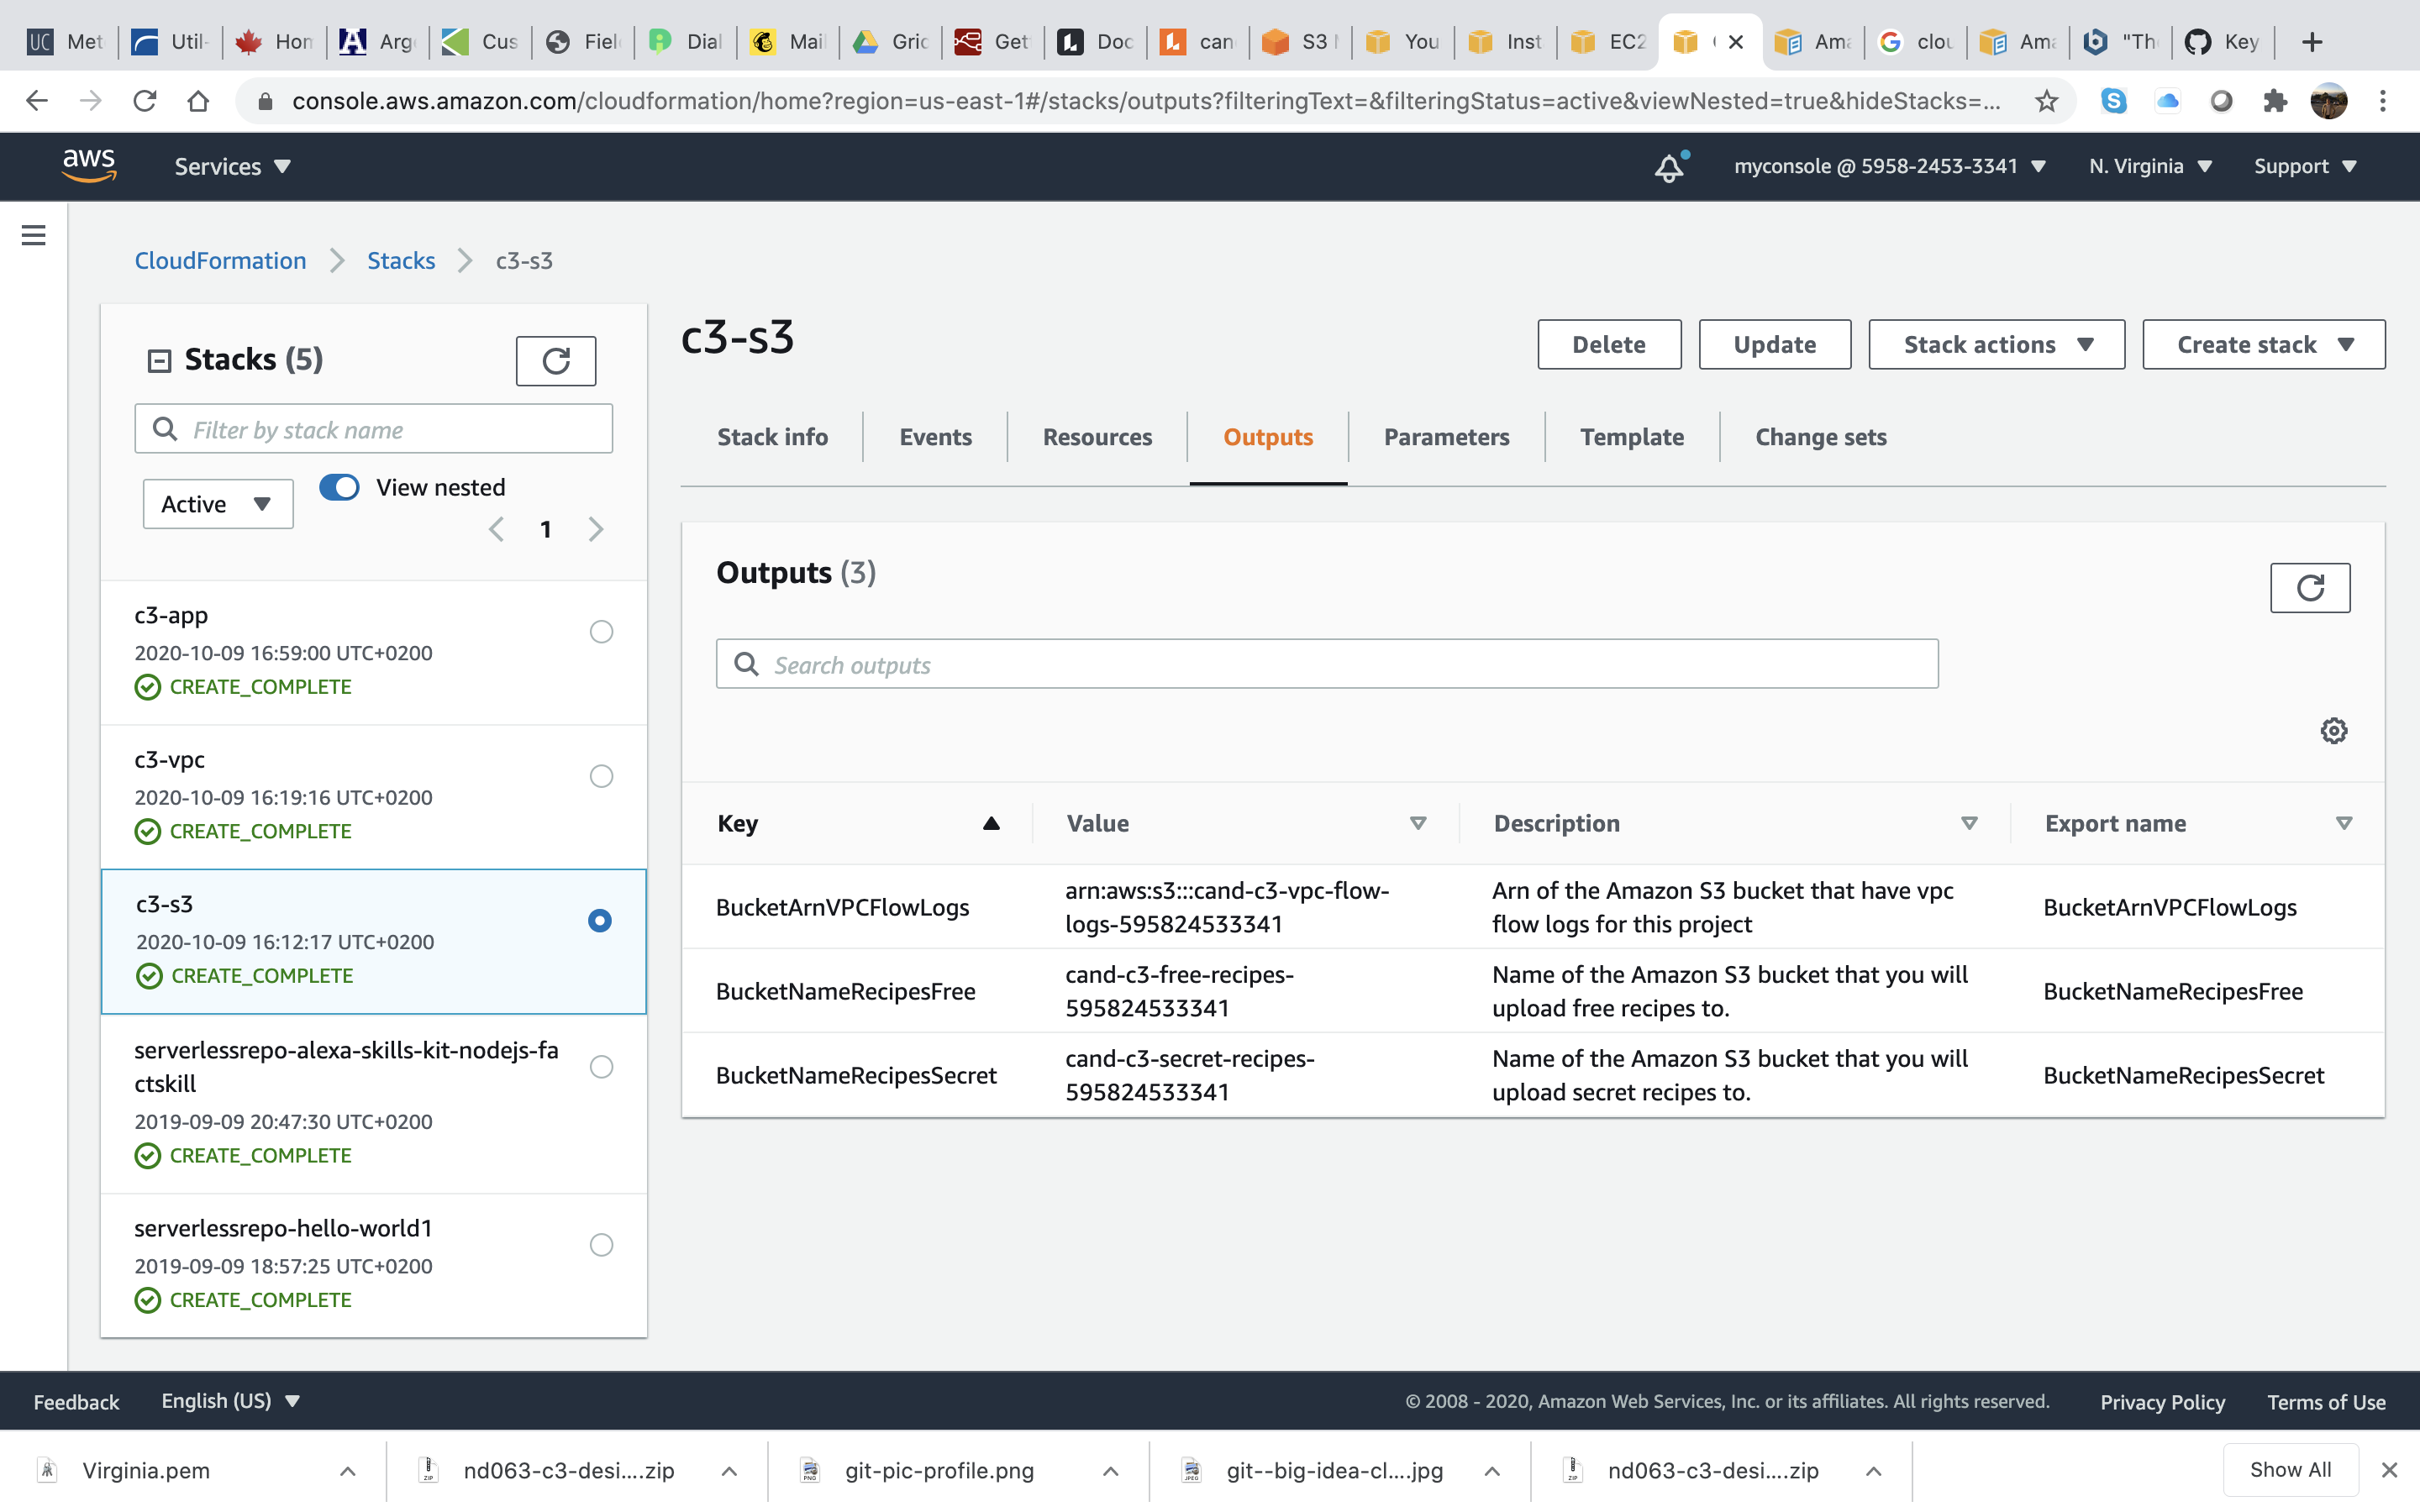 UC Met
Util-
Hom
A Arg
Cus
Fiel
Dial
Mail
Gric
Get
Doc
can
S3
You
Inst
EC2
Ama
G clou
Ama
"Th
Key
console.aws.amazon.com/cloudformation/home?region=us-east-1#/stacks/outputs?filteringText=&filteringStatus=active&viewNested=true&hideStacks=...
aws Services myconsole @ 5958-2453-3341 N. Virginia Support
CloudFormation Stacks c3-s3
Stacks (5)
Filter by stack name
Active View nested
1
c3-app
2020-10-09 16:59:00 UTC+0200
CREATE_COMPLETE
c3-vpc
2020-10-09 16:19:16 UTC+0200
CREATE_COMPLETE
c3-s3
2020-10-09 16:12:17 UTC+0200
CREATE_COMPLETE
serverlessrepo-alexa-skills-kit-nodejs-fa
ctskill
2019-09-09 20:47:30 UTC+0200
CREATE_COMPLETE
serverlessrepo-hello-world1
2019-09-09 18:57:25 UTC+0200
CREATE_COMPLETE
c3-s3
Delete Update Stack actions Create stack
Stack info Events Resources Outputs Parameters Template Change sets
Outputs (3)
Search outputs
Key Value Description Export name
BucketArnVPCFlowLogs
arn:aws:s3:::cand-c3-vpc-flow-
logs-595824533341
Arn of the Amazon S3 bucket that have vpc
flow logs for this project
BucketArnVPCFlowLogs
BucketNameRecipesFree
cand-c3-free-recipes-
595824533341
Name of the Amazon S3 bucket that you will
upload free recipes to.
BucketNameRecipesFree
BucketNameRecipesSecret
cand-c3-secret-recipes-
595824533341
Name of the Amazon S3 bucket that you will
upload secret recipes to.
BucketNameRecipesSecret
Feedback English (US) © 2008 - 2020, Amazon Web Services, Inc. or its affiliates. All rights reserved. Privacy Policy Terms of Use
Virginia.pem
nd063-c3-desi....zip
git-pic-profile.png
git--big-idea-cl....jpg
nd063-c3-desi....zip
Show All